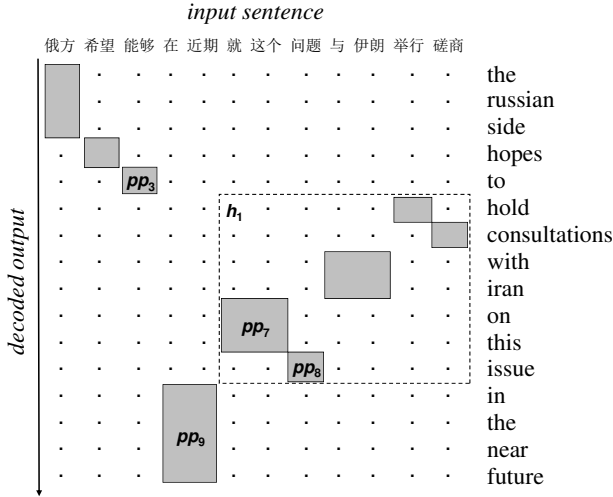 input sentence
俄方 希望 能够 在 近期 就 这个 问题 与 伊朗 举行 磋商
decoded output
the
russian
side
hopes
pp3 to
h1 hold
consultations
with
iran
on
pp7 this
pp8 issue
in
the
pp9 near
future